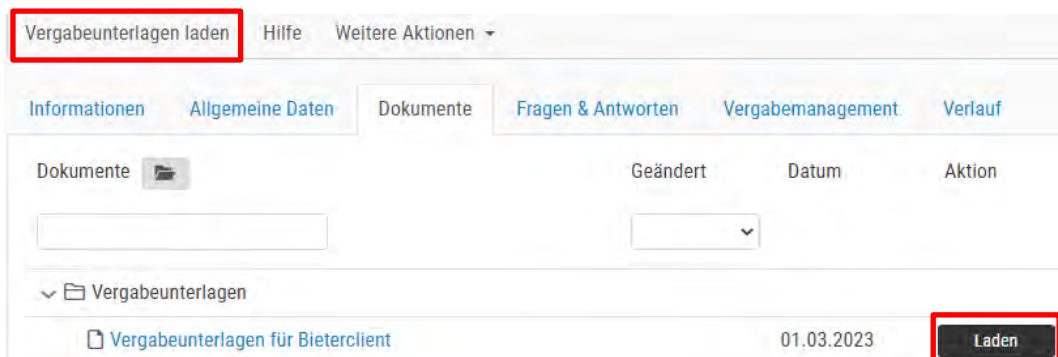 Vergabeunterlagen laden Hilfe Weitere Aktionen
Informationen Allgemeine Daten Dokumente Fragen & Antworten Vergabemanagement Verlauf
Dokumente Geändert Datum Aktion
Vergabeunterlagen
Vergabeunterlagen für Bieterclient 01.03.2023 Laden